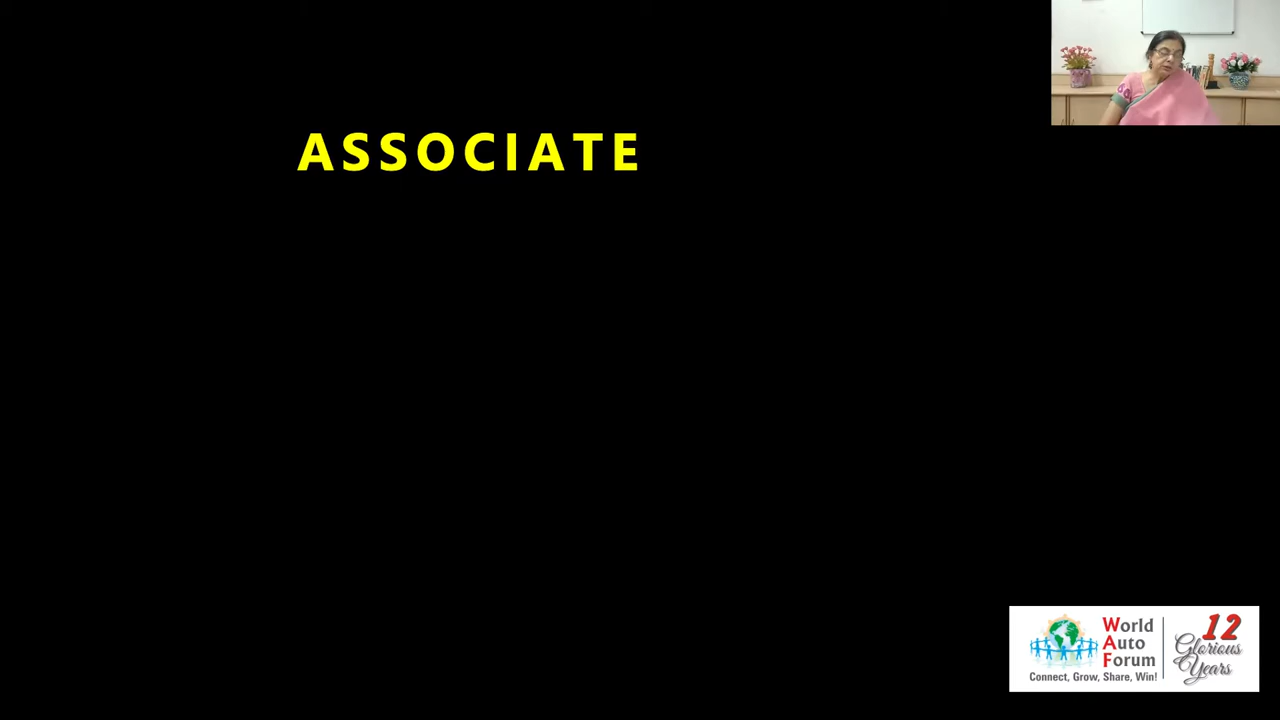 ASSOCIATE
World
Auto
Forum
Connect, Grow, Share, Win!
12
Glorious
Years